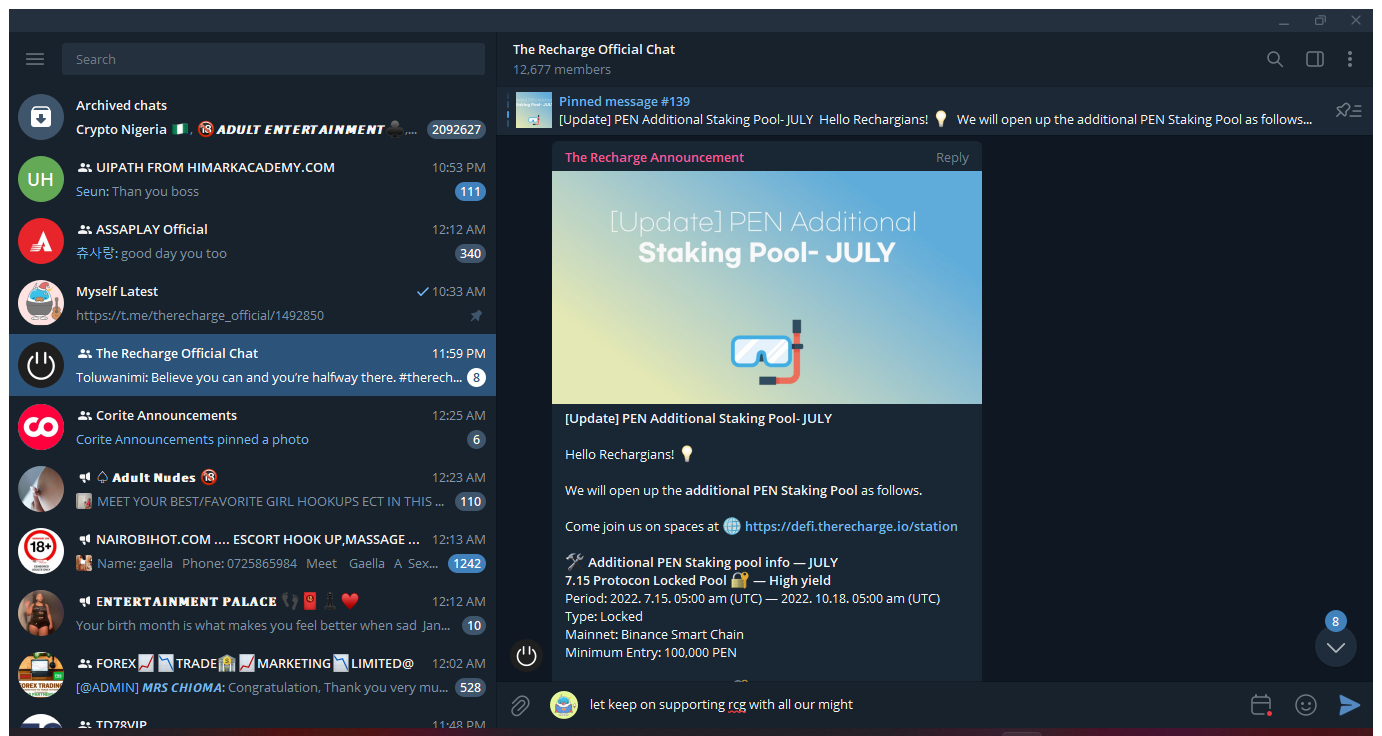 Search
Archived chats
Crypto Nigeria 🇳🇬, 🔞ADULT ENTERTAINMENT♣️,...
2092627
UH
UIPATH FROM HIMARKACADEMY.COM
10:53 PM
Seun: Than you boss
111
ASSAPLAY Official
12:12 AM
츄사랑: good day you too
340
Myself Latest
10:33 AM
https://t.me/therecharge_official/1492850
The Recharge Official Chat
11:59 PM
Toluwanimi: Believe you can and you're halfway there. #therech...
8
Corite Announcements
12:25 AM
Corite Announcements pinned a photo
6
♤ Adult Nudes 🔞
12:23 AM
MEET YOUR BEST/FAVORITE GIRL HOOKUPS ECT IN THIS ...
110
18+
NAIROBIHOT.COM .... ESCORT HOOK UP,MASSAGE ...
12:13 AM
Name: gaella Phone: 0725865984 Meet Gaella A Sex...
1242
ENTERTAINMENT PALACE 👣🧧♟️❤️
12:12 AM
Your birth month is what makes you feel better when sad Jan...
10
FOREX TRADING
FOREX📈📉TRADE🏦📈MARKETING📉LIMITED@
12:02 AM
[@ADMIN] MRS CHIOMA: Congratulation, Thank you very mu...
528
TD78VIP
11:48 PM
The Recharge Official Chat
12,677 members
Pinned message #139
[Update] PEN Additional Staking Pool- JULY Hello Rechargians! 💡 We will open up the additional PEN Staking Pool as follows...
The Recharge Announcement
Reply
[Update] PEN Additional
Staking Pool- JULY
[Update] PEN Additional Staking Pool- JULY
Hello Rechargians! 💡
We will open up the additional PEN Staking Pool as follows.
Come join us on spaces at 🌐 https://defi.therecharge.io/station
🛠 Additional PEN Staking pool info — JULY
7.15 Protocon Locked Pool 🔐 — High yield
Period: 2022. 7.15. 05:00 am (UTC) — 2022. 10.18. 05:00 am (UTC)
Type: Locked
Mainnet: Binance Smart Chain
Minimum Entry: 100,000 PEN
8
let keep on supporting rcg with all our might